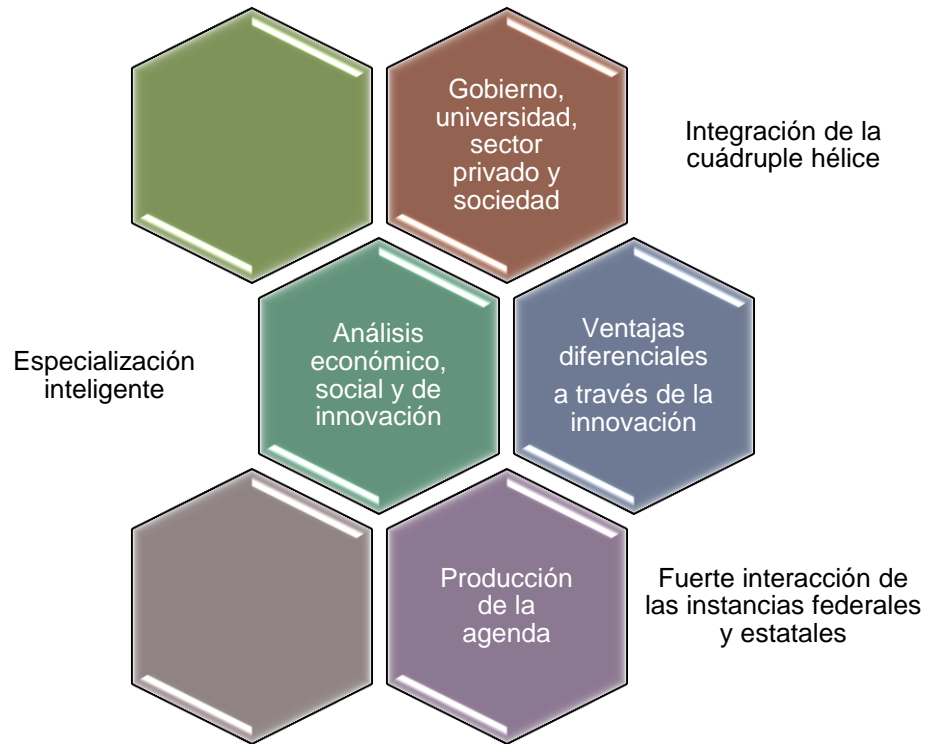 Gobierno,
universidad,
sector
privado y
sociedad
Integración de la
cuádruple hélice
Especialización
inteligente
Análisis
económico,
social y de
innovación
Ventajas
diferenciales
a través de la
innovación
Producción
de la
agenda
Fuerte interacción de
las instancias federales
y estatales